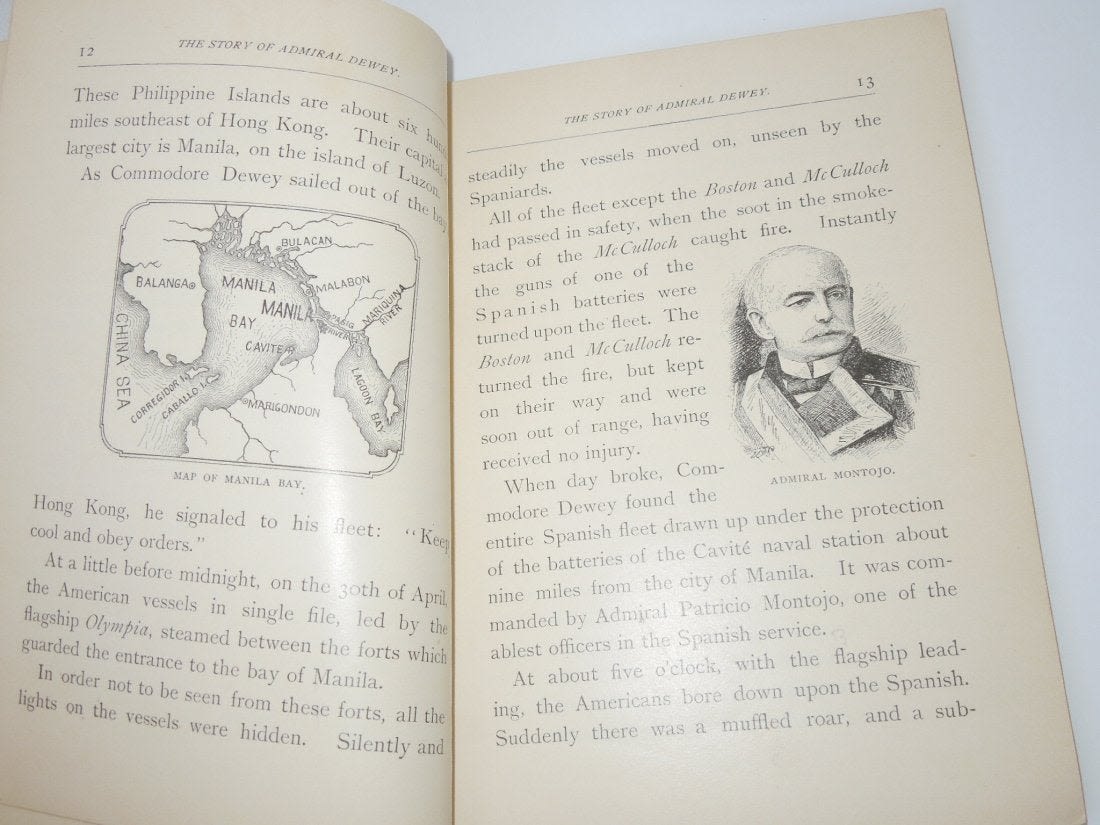 12
THE STORY OF ADMIRAL DEWEY.
These Philippine Islands are about six
miles southeast of Hong Kong. Their capital
largest city is Manila, on the island of Luzon.
As Commodore Dewey sailed out of the bay
BULACAN
BALANGA
MANILA
BAY
MALABON
MANILA
PASIG
RIVER
MARIQUINA
RIVER
CAVITE
CHINA SEA
CORREGIDOR I.
CABALLO I.
MARIGONDON
LAGOON BAY
MAP OF MANILA BAY.
Hong Kong, he signaled to his fleet: "Keep
cool and obey orders."
At a little before midnight, on the 30th of April,
the American vessels in single file, led by the
flagship Olympia, steamed between the forts which
guarded the entrance to the bay of Manila.
In order not to be seen from these forts, all the
lights on the vessels were hidden. Silently and
THE STORY OF ADMIRAL DEWEY.
13
steadily the vessels moved on, unseen by the
Spaniards.
All of the fleet except the Boston and McCulloch
had passed in safety, when the soot in the smoke-
stack of the McCulloch caught fire. Instantly
the guns of one of the
Spanish batteries were
turned upon the fleet. The
Boston and McCulloch re-
turned the fire, but kept
on their way and were
soon out of range, having
received no injury.
When day broke, Com-
modore Dewey found the
ADMIRAL MONTOJO.
entire Spanish fleet drawn up under the protection
of the batteries of the Cavité naval station about
nine miles from the city of Manila. It was com-
manded by Admiral Patricio Montojo, one of the
ablest officers in the Spanish service.
At about five o'clock, with the flagship lead-
ing, the Americans bore down upon the Spanish.
Suddenly there was a muffled roar, and a sub-